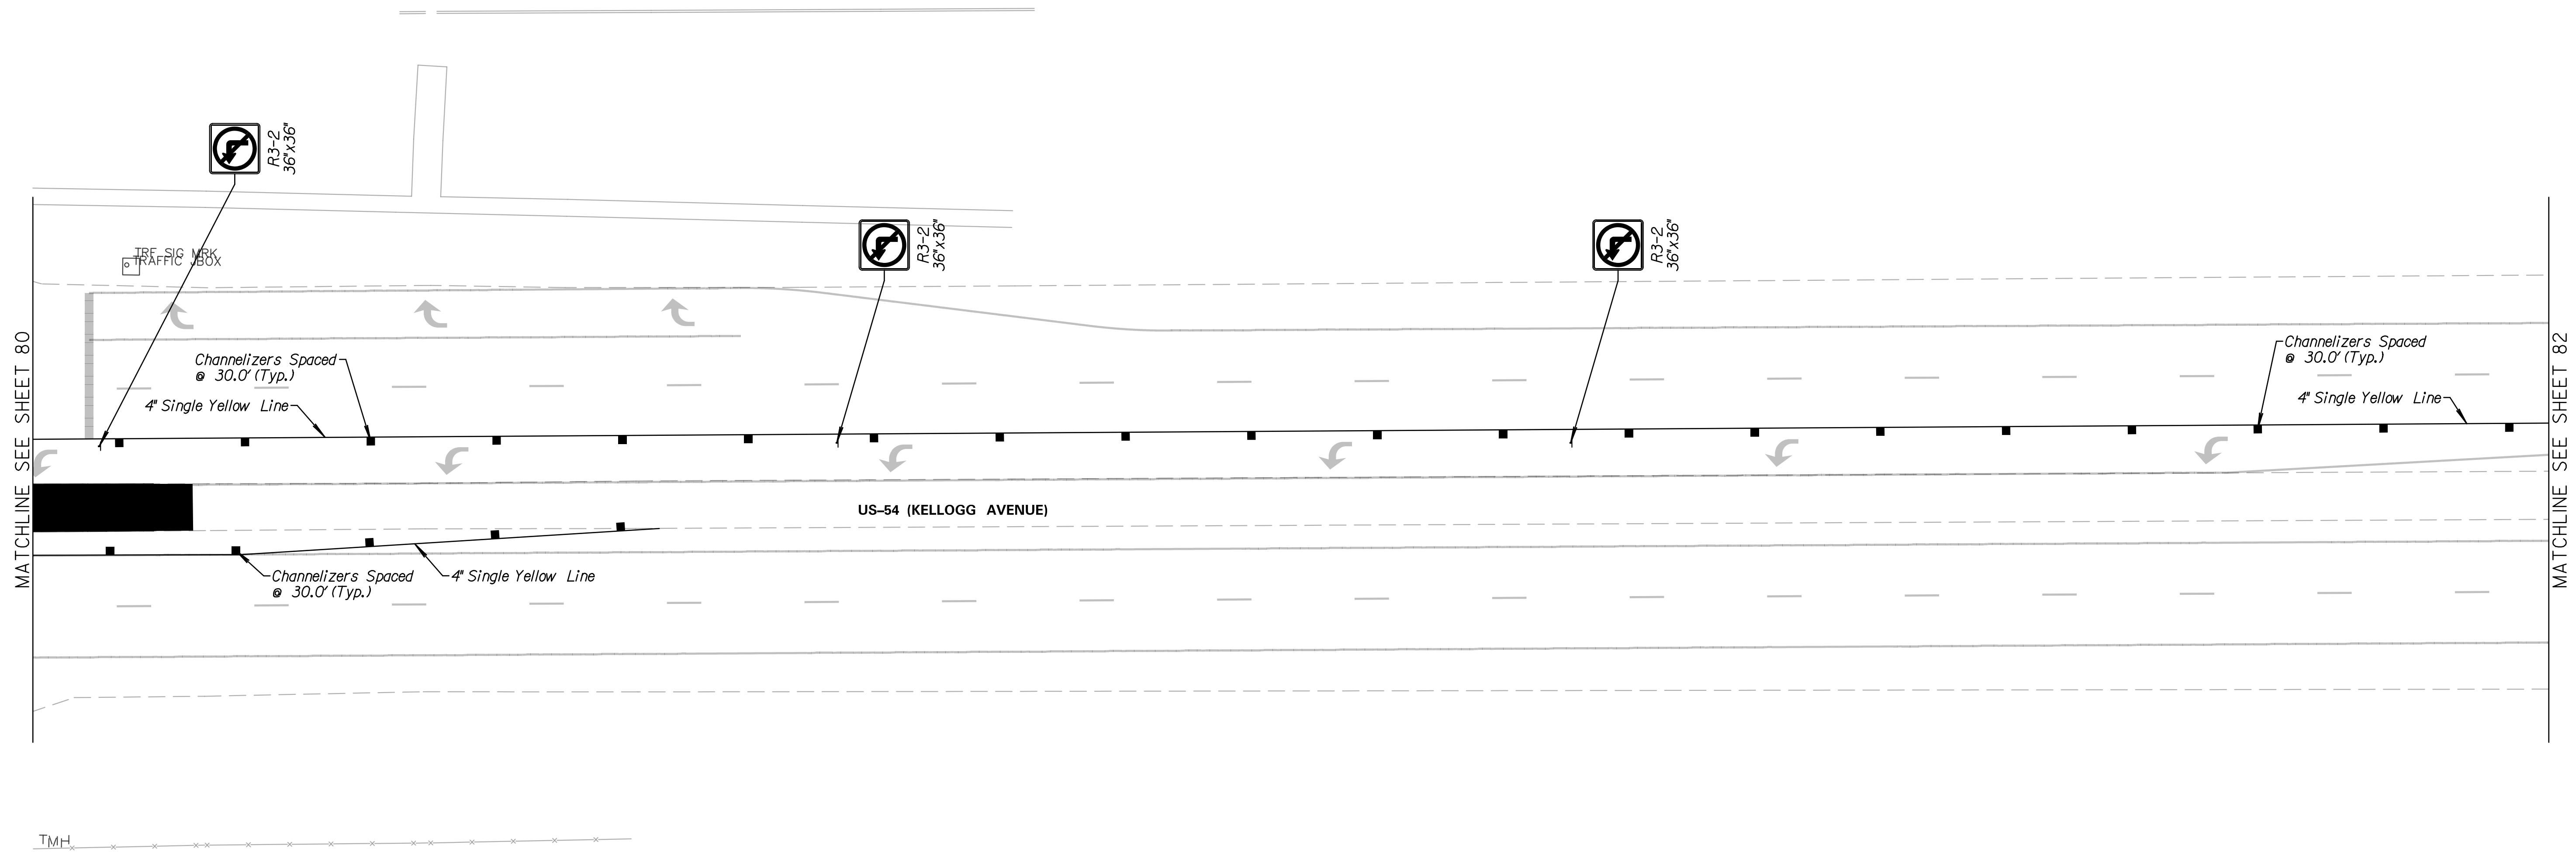 R3-2
36"x36"
R3-2
36"x36"
R3-2
36"x36"
TRF SIG MRK
TRAFFIC JBOX
MATCHLINE SEE SHEET 80
MATCHLINE SEE SHEET 82
Channelizers Spaced
@ 30.0' (Typ.)
4" Single Yellow Line
Channelizers Spaced
@ 30.0' (Typ.)
4" Single Yellow Line
US-54 (KELLOGG AVENUE)
Channelizers Spaced
@ 30.0' (Typ.)
4" Single Yellow Line
TMH